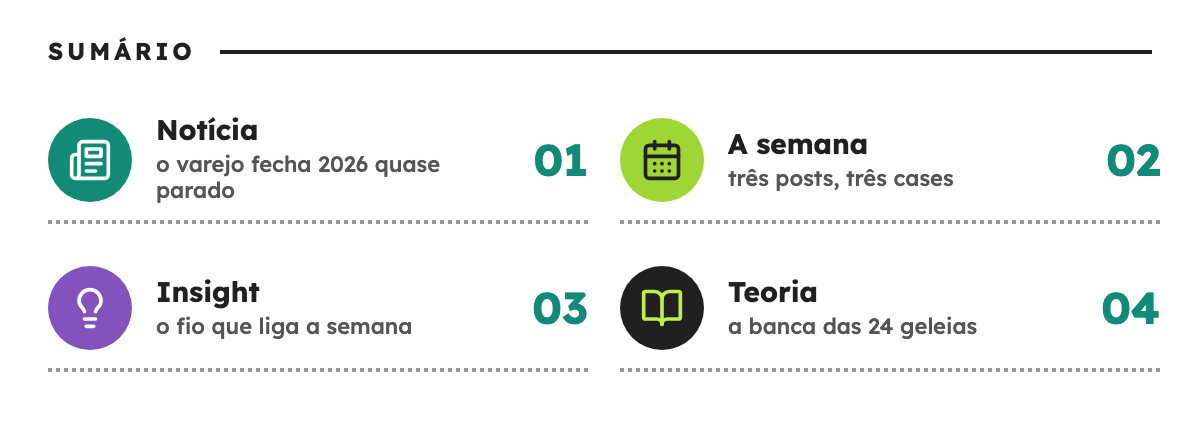 SUMÁRIO
Notícia
o varejo fecha 2026 quase
parado
01
A semana
três posts, três cases
02
Insight
o fio que liga a semana
03
Teoria
a banca das 24 geleias
04